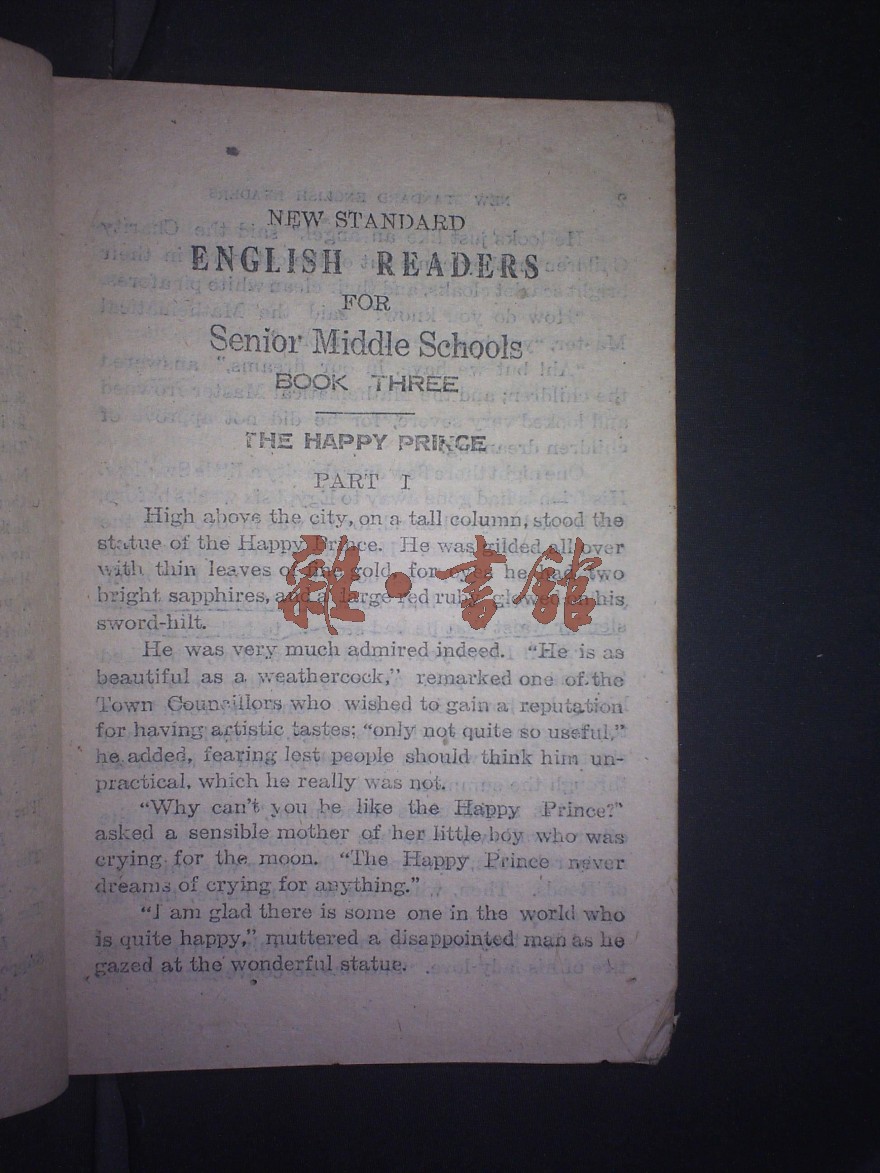 NEW STANDARD
ENGLISH READERS
FOR
Senior Middle Schools
BOOK THREE
THE HAPPY PRINCE
PART I
High above the city, on a tall column, stood the
statue of the Happy Prince. He was gilded all over
with thin leaves of fine gold, for eyes he had two
bright sapphires, and a large red ruby glowed on his
sword-hilt.
He was very much admired indeed. “He is as
beautiful as a weathercock,” remarked one of the
Town Councillors who wished to gain a reputation
for having artistic tastes; “only not quite so useful,”
he added, fearing lest people should think him un-
practical, which he really was not.
“Why can’t you be like the Happy Prince?”
asked a sensible mother of her little boy who was
crying for the moon. “The Happy Prince never
dreams of crying for anything.”
“I am glad there is some one in the world who
is quite happy,” muttered a disappointed man as he
gazed at the wonderful statue.
雜·書館